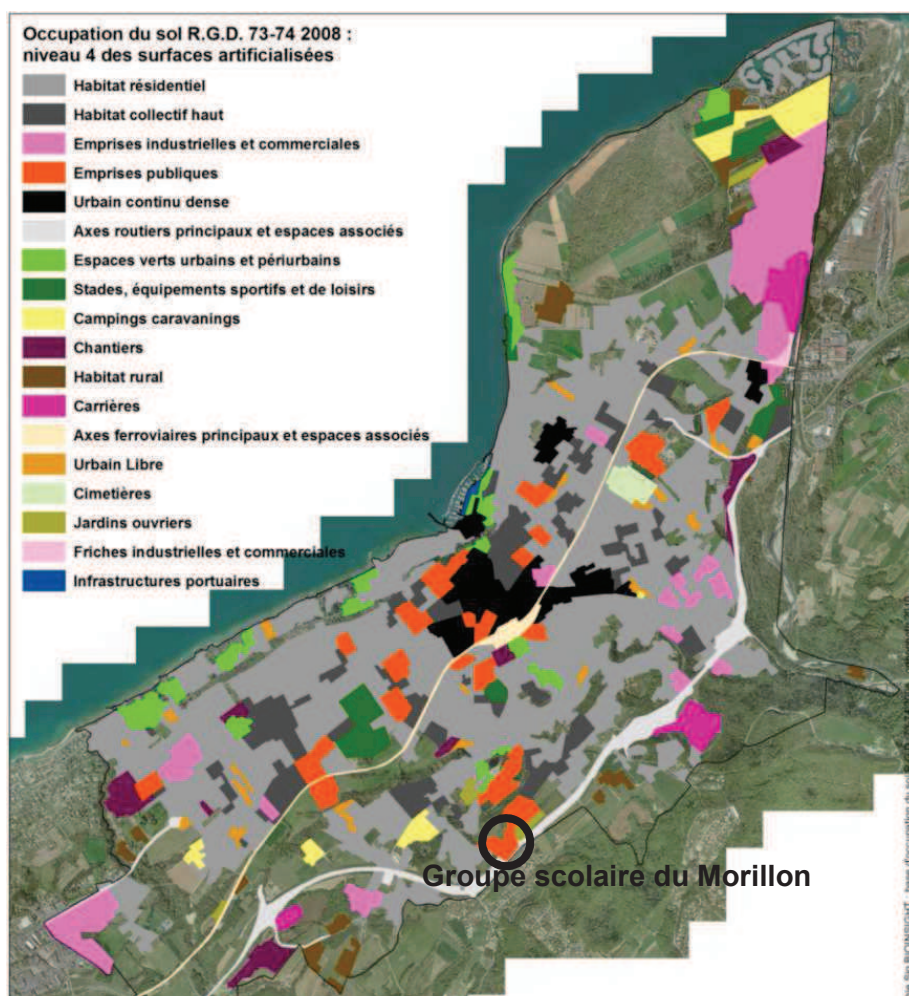 Occupation du sol R.G.D. 73-74 2008 :
niveau 4 des surfaces artificialisées
Habitat résidentiel
Habitat collectif haut
Emprises industrielles et commerciales
Emprises publiques
Urbain continu dense
Axes routiers principaux et espaces associés
Espaces verts urbains et périurbains
Stades, équipements sportifs et de loisirs
Campings caravanings
Chantiers
Habitat rural
Carrières
Axes ferroviaires principaux et espaces associés
Urbain Libre
Cimetières
Jardins ouvriers
Friches industrielles et commerciales
Infrastructures portuaires
Groupe scolaire du Morillon